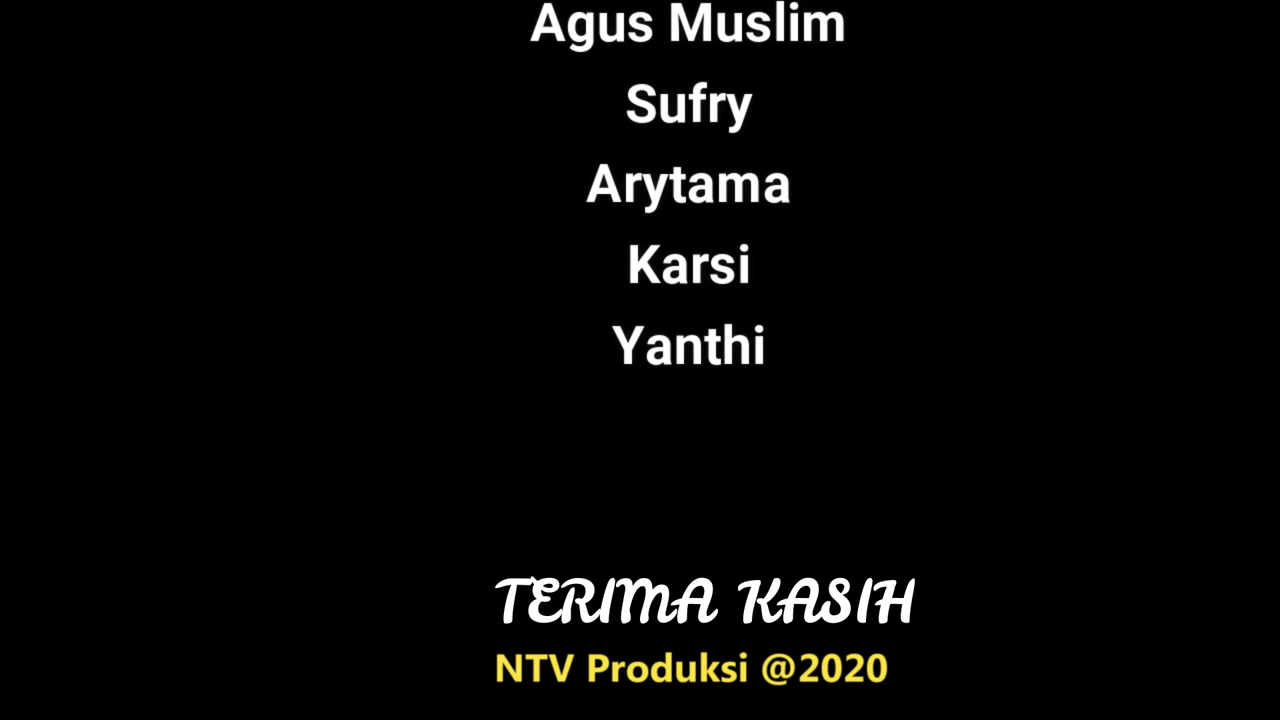 Agus Muslim
Sufry
Arytama
Karsi
Yanthi
TERIMA KASIH
NTV Produksi @2020